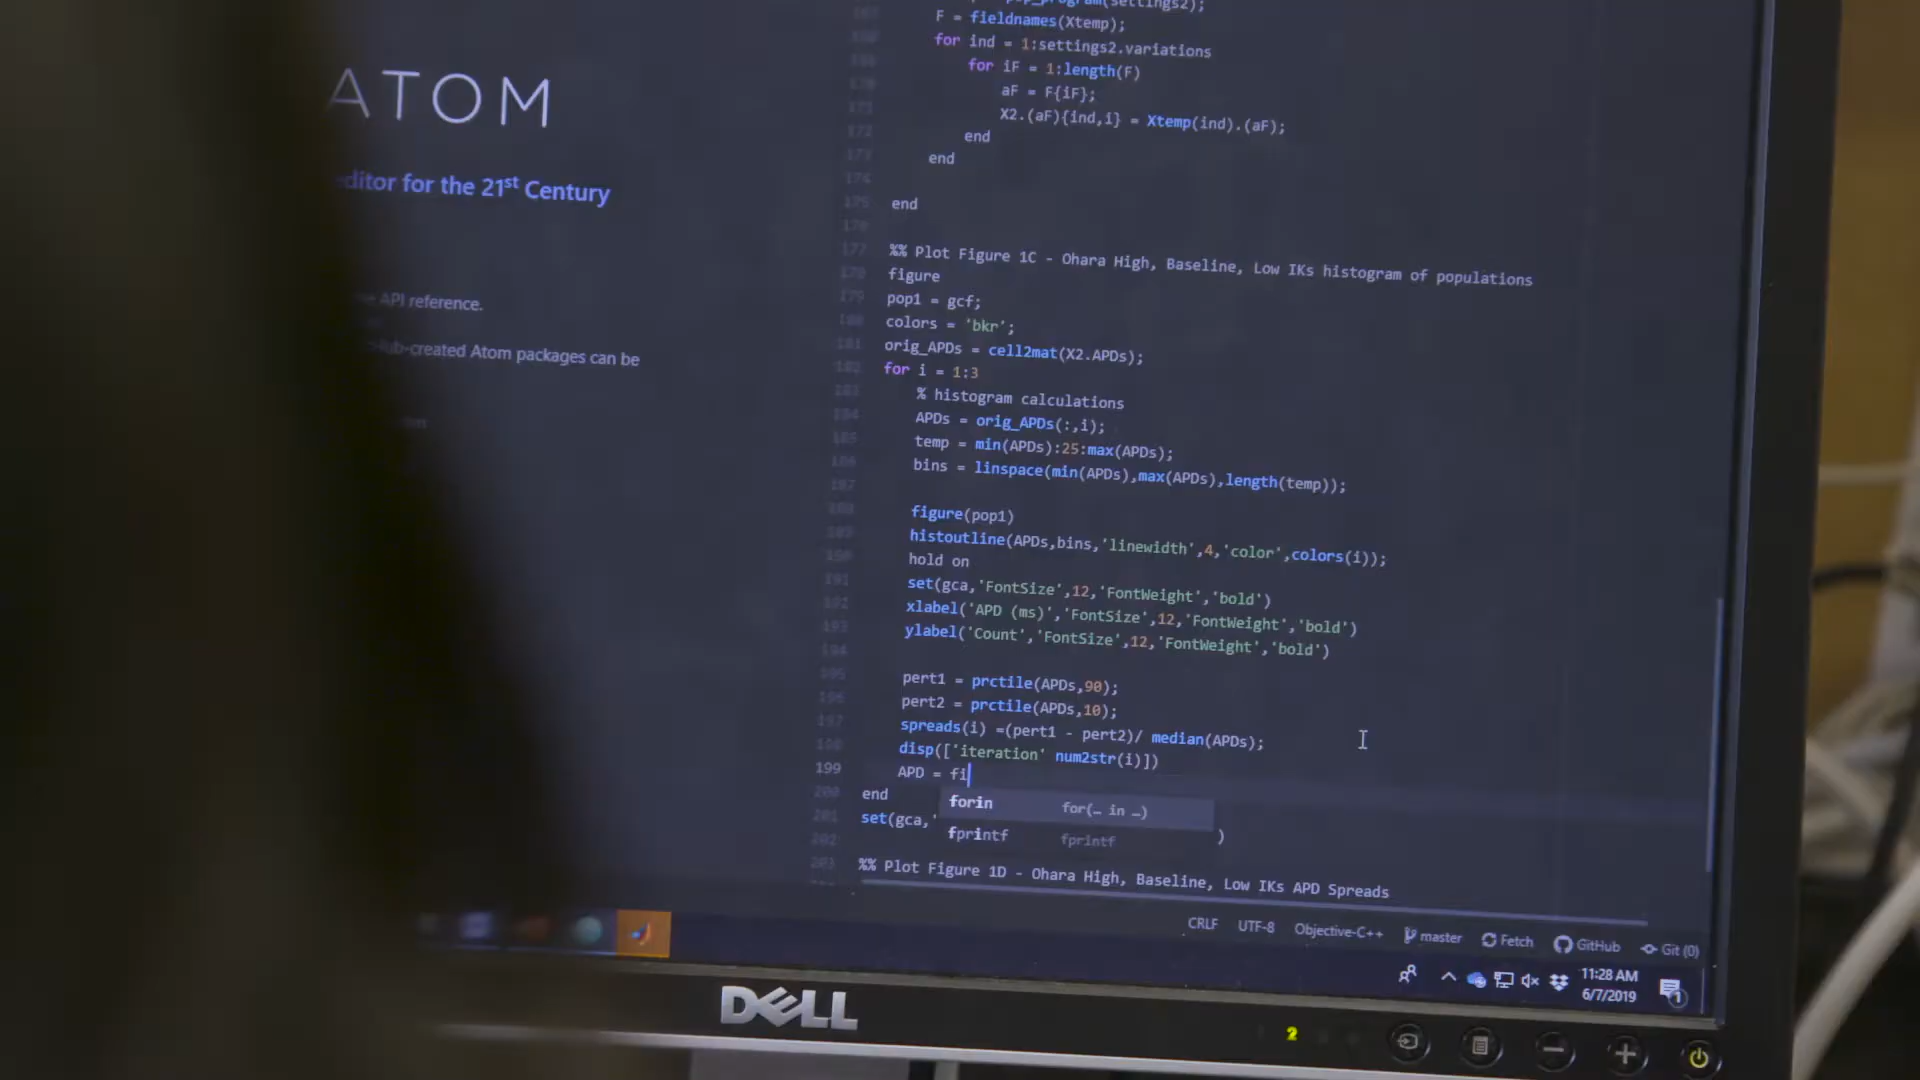 ATOM
editor for the 21st Century
API reference.
-created Atom packages can be
settings2);
F = fieldnames(Xtemp);
for ind = 1:settings2.variations
for iF = 1:length(F)
aF = F{iF};
X2.(aF){ind,i} = Xtemp(ind).(aF);
end
end
end
%% Plot Figure 1C - Ohara High, Baseline, Low IKs histogram of populations
figure
pop1 = gcf;
colors = 'bkr';
orig_APDs = cell2mat(X2.APDs);
for i = 1:3
% histogram calculations
APDs = orig_APDs(:,i);
temp = min(APDs):25:max(APDs);
bins = linspace(min(APDs),max(APDs),length(temp));
figure(pop1)
histoutline(APDs,bins,'linewidth',4,'color',colors(i));
hold on
set(gca,'FontSize',12,'FontWeight','bold')
xlabel('APD (ms)','FontSize',12,'FontWeight','bold')
ylabel('Count','FontSize',12,'FontWeight','bold')
pert1 = prctile(APDs,90);
pert2 = prctile(APDs,10);
spreads(i) =(pert1 - pert2)/ median(APDs);
disp(['iteration' num2str(i)])
199 APD = fi
end
forin for(… in …)
set(gca,' )
fprintf fprintf
%% Plot Figure 1D - Ohara High, Baseline, Low IKs APD Spreads
CRLF UTF-8 Objective-C++ master Fetch GitHub Git (0)
11:28 AM
6/7/2019
1
DELL
2